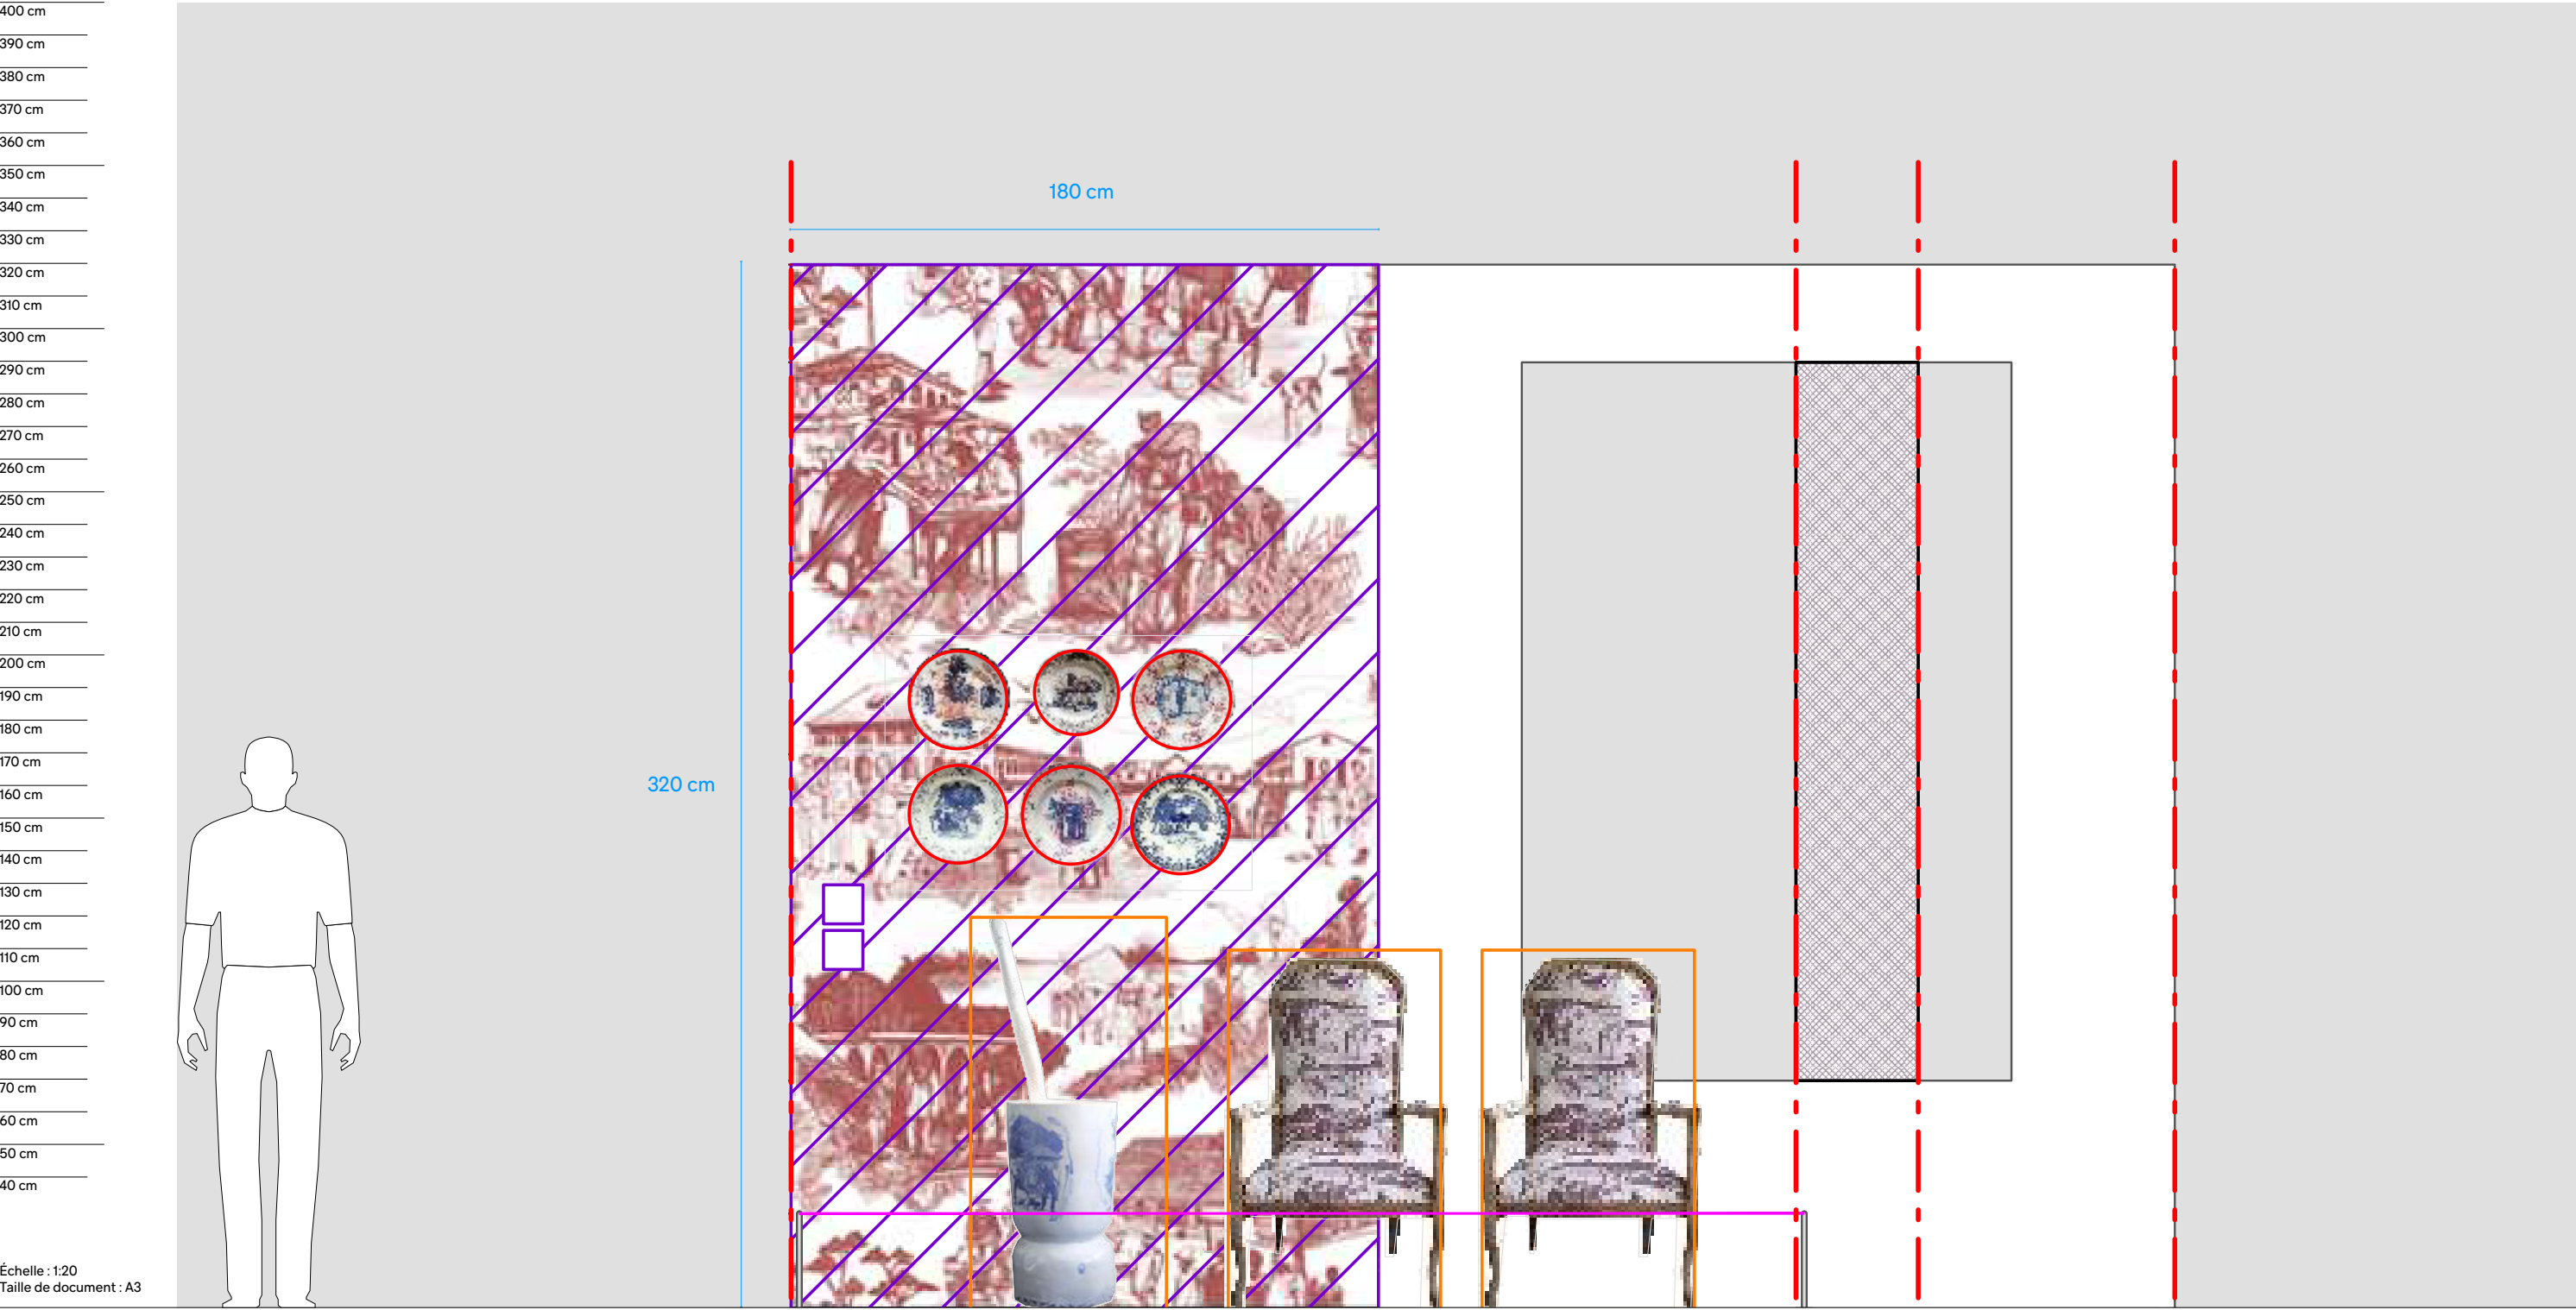 400 cm
390 cm
380 cm
370 cm
360 cm
350 cm
340 cm
330 cm
320 cm
310 cm
300 cm
290 cm
280 cm
270 cm
260 cm
250 cm
240 cm
230 cm
220 cm
210 cm
200 cm
190 cm
180 cm
170 cm
160 cm
150 cm
140 cm
130 cm
120 cm
110 cm
100 cm
90 cm
80 cm
70 cm
60 cm
50 cm
40 cm
Échelle : 1:20
Taille de document : A3
180 cm
320 cm